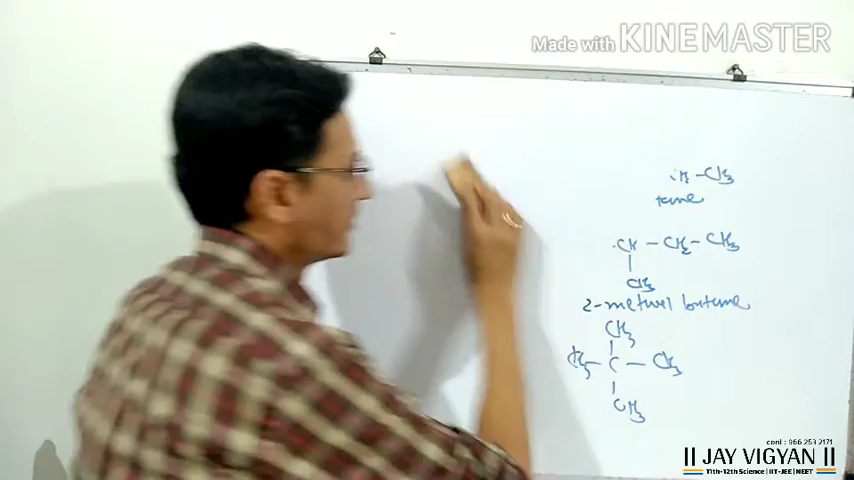 Made with KINEMASTER
-CH3
tane
CH - CH2 - CH3
CH3
2-methyl butane
CH3
CH3 - C - CH3
CH3
cont : 966 253 2171
|| JAY VIGYAN ||
11th-12th Science | IIT-JEE | NEET